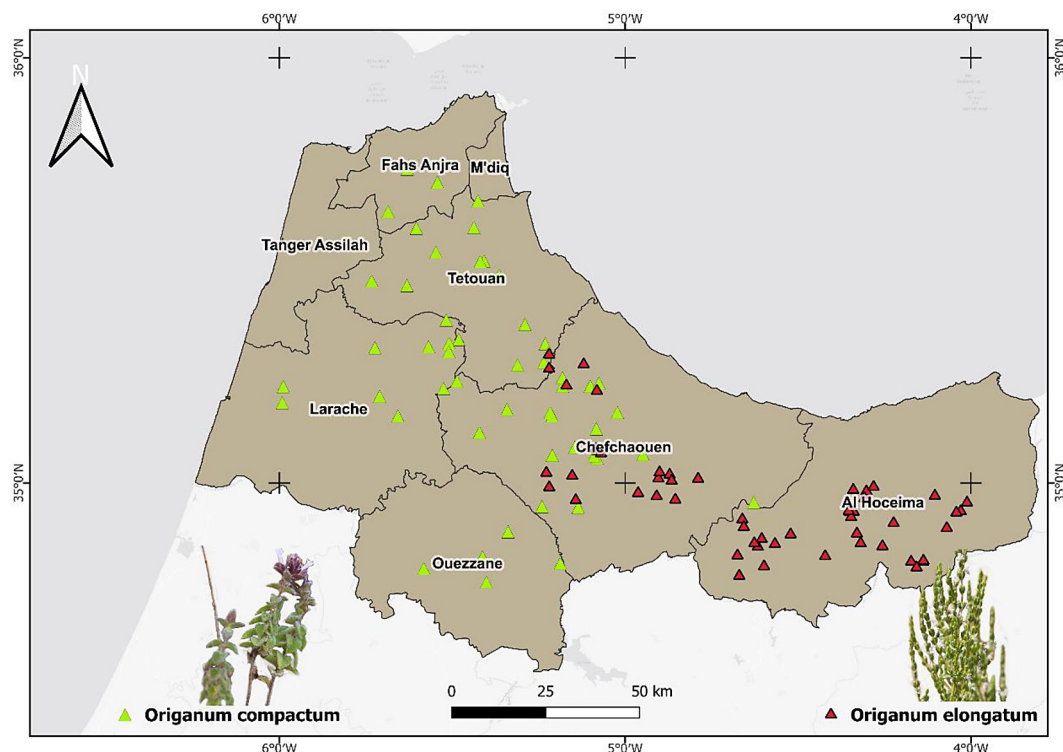 6°0'W 5°0'W 4°0'W
36°0'N 36°0'N
N
Fahs Anjra
M'diq
Tanger Assilah
Tetouan
Larache
Chefchaouen
35°0'N 35°0'N
Al Hoceima
Ouezzane
0 25 50 km
Origanum compactum
Origanum elongatum
6°0'W 5°0'W 4°0'W